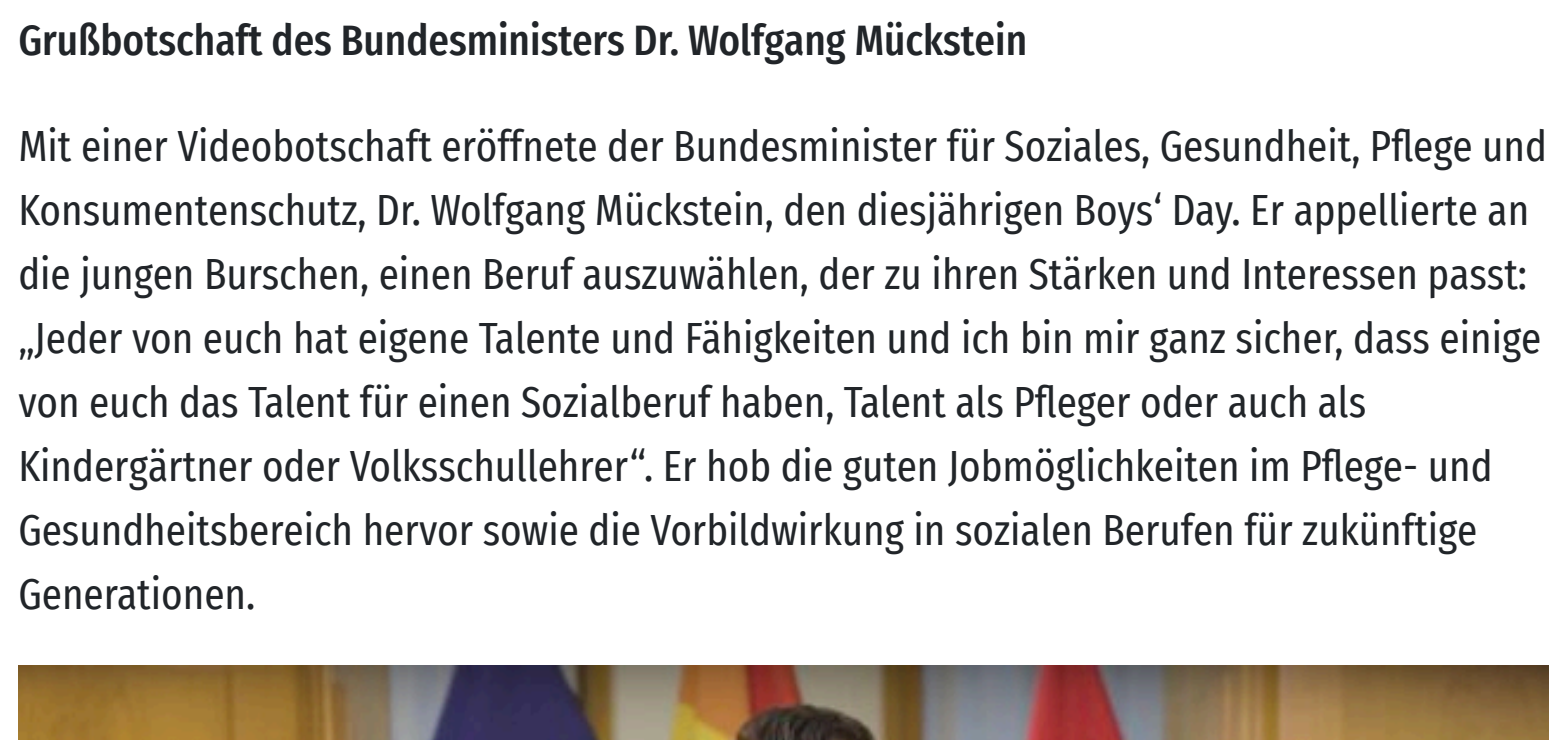 Grußbotschaft des Bundesministers Dr. Wolfgang Mückstein
Mit einer Videobotschaft eröffnete der Bundesminister für Soziales, Gesundheit, Pflege und
Konsumentenschutz, Dr. Wolfgang Mückstein, den diesjährigen Boys‘ Day. Er appellierte an
die jungen Burschen, einen Beruf auszuwählen, der zu ihren Stärken und Interessen passt:
„Jeder von euch hat eigene Talente und Fähigkeiten und ich bin mir ganz sicher, dass einige
von euch das Talent für einen Sozialberuf haben, Talent als Pfleger oder auch als
Kindergärtner oder Volksschullehrer“. Er hob die guten Jobmöglichkeiten im Pflege- und
Gesundheitsbereich hervor sowie die Vorbildwirkung in sozialen Berufen für zukünftige
Generationen.